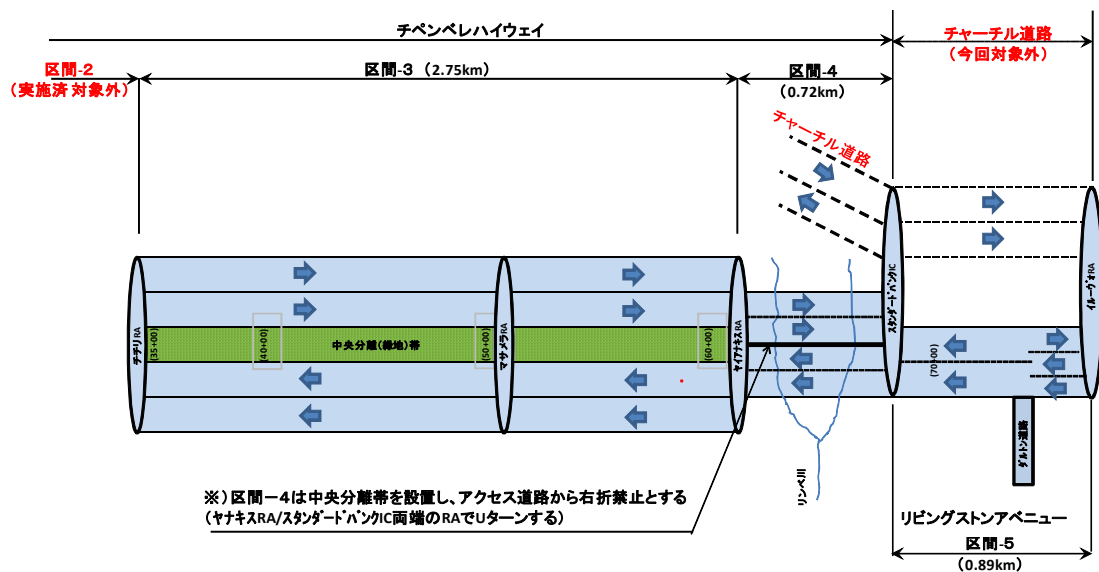 チペンベレハイウェイ
チャーチル道路
（今回対象外）
区間-2
（実施済 対象外）
区間-3 （2.75km）
区間-4
（0.72km）
チャーチル道路
チチリRA
(35+00)
(40+00)
中央分離(緑地)帯
(50+00)
マサメラRA
(60+00)
ヤイアナキスRA
スタンダードバンクIC
(70+00)
イルーヴォRA
ダルトン道路
リンベ川
※）区間－4は中央分離帯を設置し、アクセス道路から右折禁止とする
（ヤナキスRA/スタンダードバンクIC両端のRAでUターンする）
リビングストンアベニュー
区間-5
（0.89km）